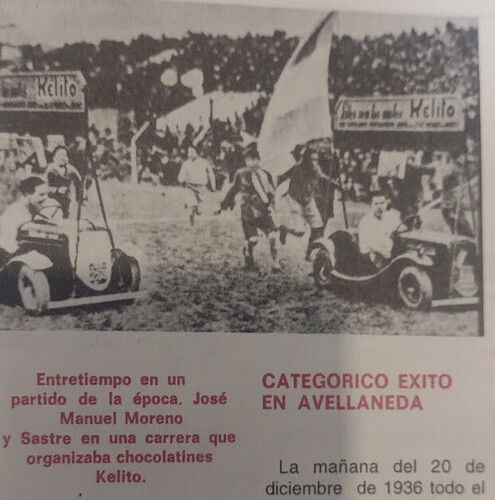 Kelito
Kelito
Entretiempo en un
partido de la época. José
Manuel Moreno
y Sastre en una carrera que
organizaba chocolatines
Kelito.
CATEGORICO EXITO
EN AVELLANEDA
La mañana del 20 de
diciembre de 1936 todo el